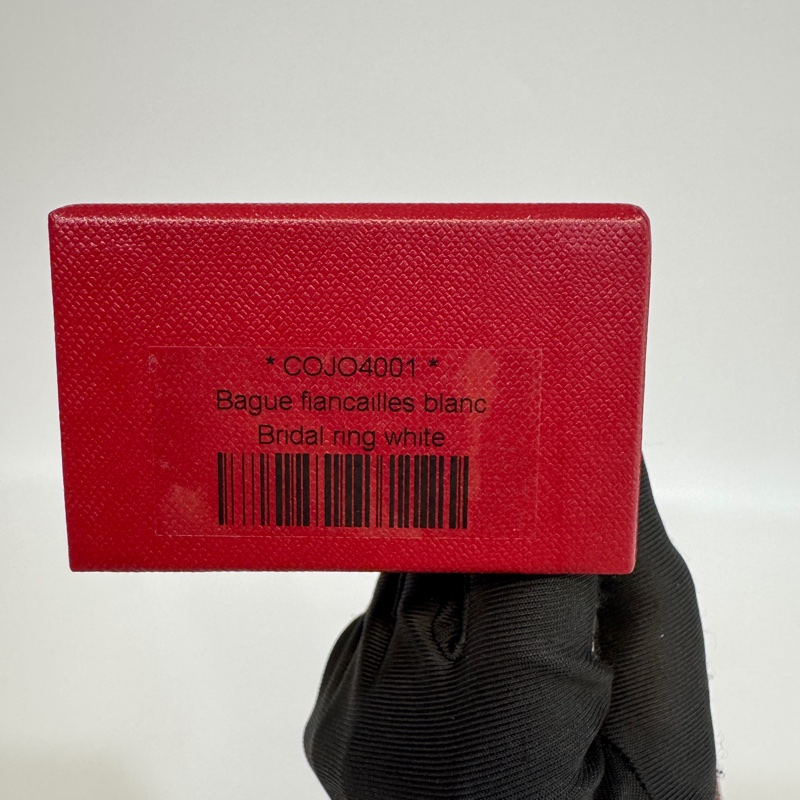 * COJO4001 *
Bague fiancailles blanc
Bridal ring white